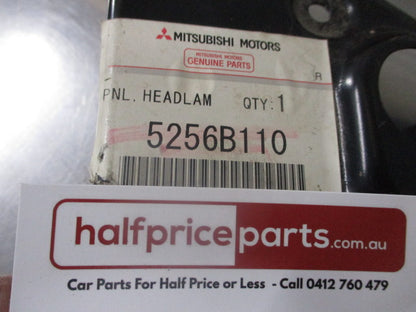 MITSUBISHI MOTORS
MITSUBISHI MOTORS
GENUINE PARTS
R
PNL. HEADLAM QTY: 1
5256B110
halfpriceparts.com.au
Car Parts For Half Price or Less - Call 0412 760 479